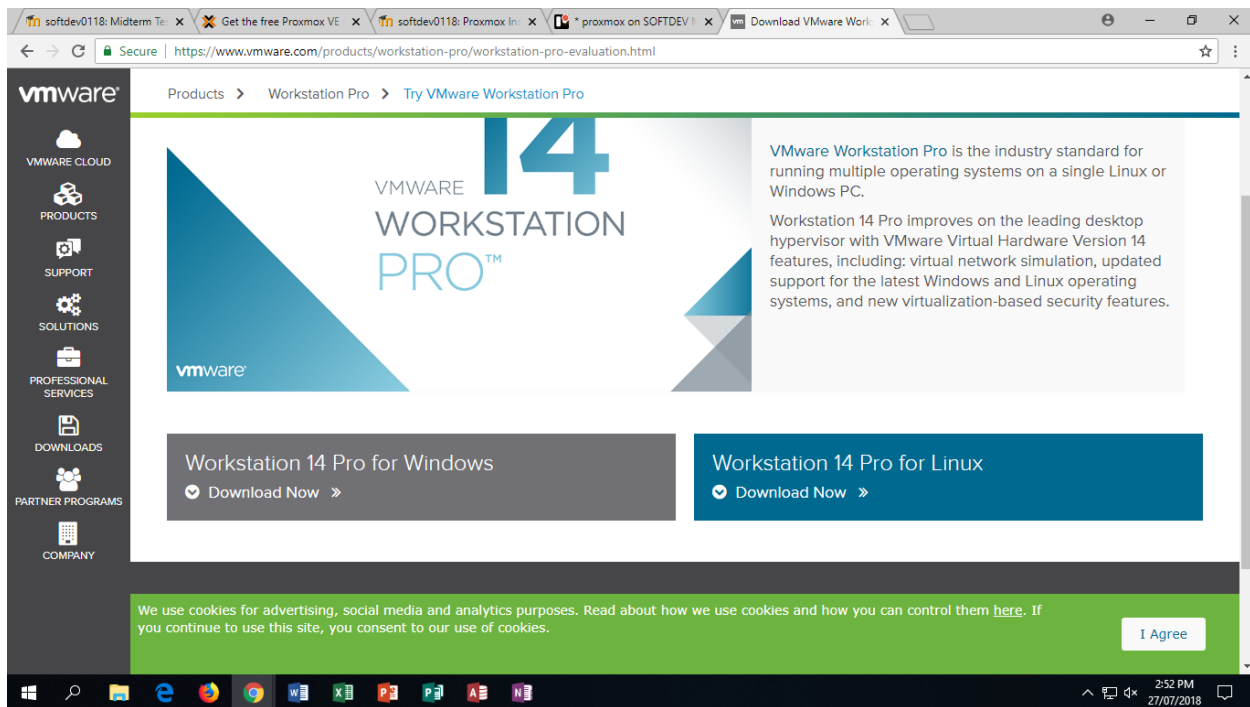 softdev0118: Midterm Te
Get the free Proxmox VE
softdev0118: Proxmox Ins
* proxmox on SOFTDEV
Download VMware Work
Secure
https://www.vmware.com/products/workstation-pro/workstation-pro-evaluation.html
vmware
Products > Workstation Pro > Try VMware Workstation Pro
VMWARE CLOUD
PRODUCTS
SUPPORT
SOLUTIONS
PROFESSIONAL
SERVICES
DOWNLOADS
PARTNER PROGRAMS
COMPANY
14
VMWARE
WORKSTATION
PRO™
vmware
VMware Workstation Pro is the industry standard for
running multiple operating systems on a single Linux or
Windows PC.
Workstation 14 Pro improves on the leading desktop
hypervisor with VMware Virtual Hardware Version 14
features, including: virtual network simulation, updated
support for the latest Windows and Linux operating
systems, and new virtualization-based security features.
Workstation 14 Pro for Windows
Download Now »
Workstation 14 Pro for Linux
Download Now »
We use cookies for advertising, social media and analytics purposes. Read about how we use cookies and how you can control them here. If
you continue to use this site, you consent to our use of cookies.
I Agree
2:52 PM
27/07/2018